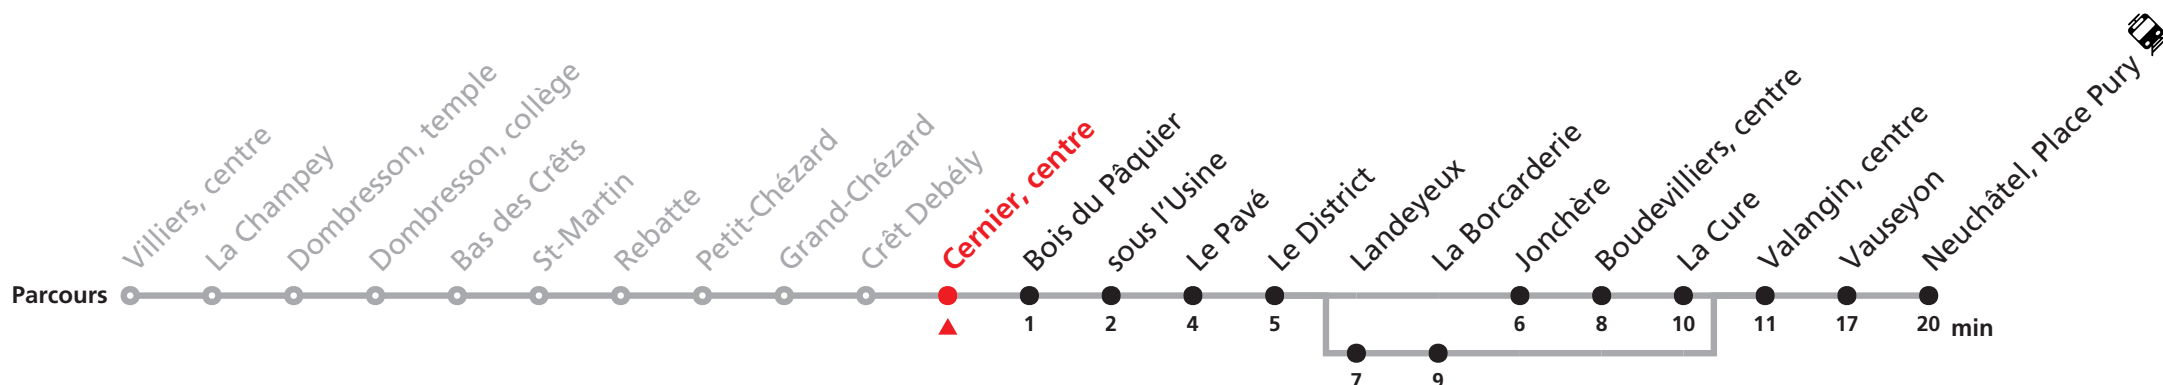 Villiers, centre
La Champey
Dombresson, temple
Dombresson, collège
Bas des Crêts
St-Martin
Rebatte
Petit-Chézard
Grand-Chézard
Crêt Debély
Cernier, centre
Bois du Pâquier
sous l'Usine
Le Pavé
Le District
Landeyeux
La Borcarderie
Jonchère
Boudevilliers, centre
La Cure
Valangin, centre
Vauseyon
Neuchâtel, Place Pury
Parcours
1 2 4 5 6 8 10 11 17 20 min
7 9